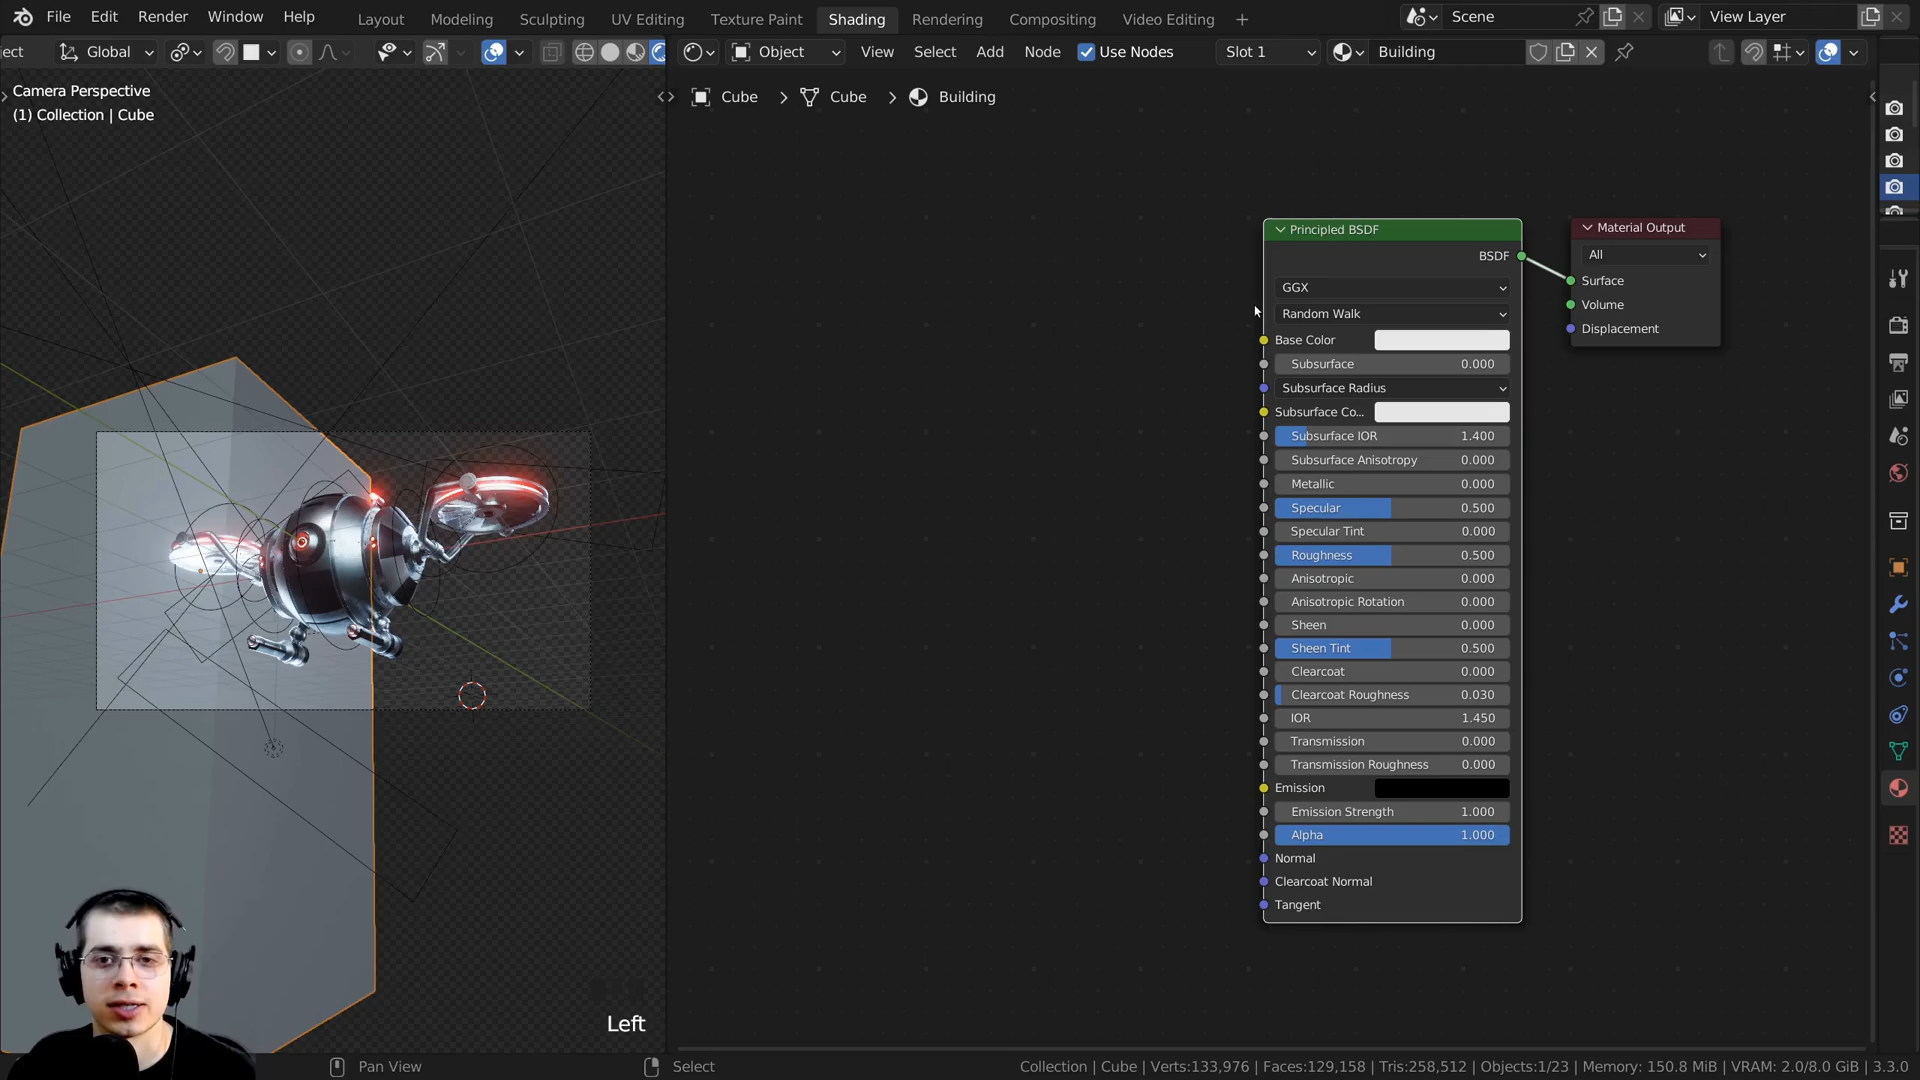 File Edit Render Window Help Layout Modeling Sculpting UV Editing Texture Paint Shading Rendering Compositing Video Editing + Scene View Layer
ect Global Object View Select Add Node Use Nodes Slot 1 Building
Camera Perspective
(1) Collection | Cube
Cube > Cube > Building
Principled BSDF
BSDF
GGX
Random Walk
Base Color
Subsurface 0.000
Subsurface Radius
Subsurface Co...
Subsurface IOR 1.400
Subsurface Anisotropy 0.000
Metallic 0.000
Specular 0.500
Specular Tint 0.000
Roughness 0.500
Anisotropic 0.000
Anisotropic Rotation 0.000
Sheen 0.000
Sheen Tint 0.500
Clearcoat 0.000
Clearcoat Roughness 0.030
IOR 1.450
Transmission 0.000
Transmission Roughness 0.000
Emission
Emission Strength 1.000
Alpha 1.000
Normal
Clearcoat Normal
Tangent
Material Output
All
Surface
Volume
Displacement
Left
Pan View Select Collection | Cube | Verts:133,976 | Faces:129,158 | Tris:258,512 | Objects:1/23 | Memory: 150.8 MiB | VRAM: 2.0/8.0 GiB | 3.3.0